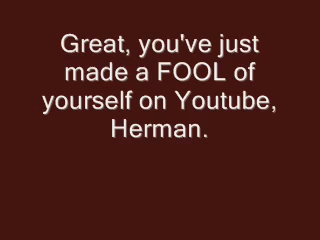 Great, you've just
made a FOOL of
yourself on Youtube,
Herman.